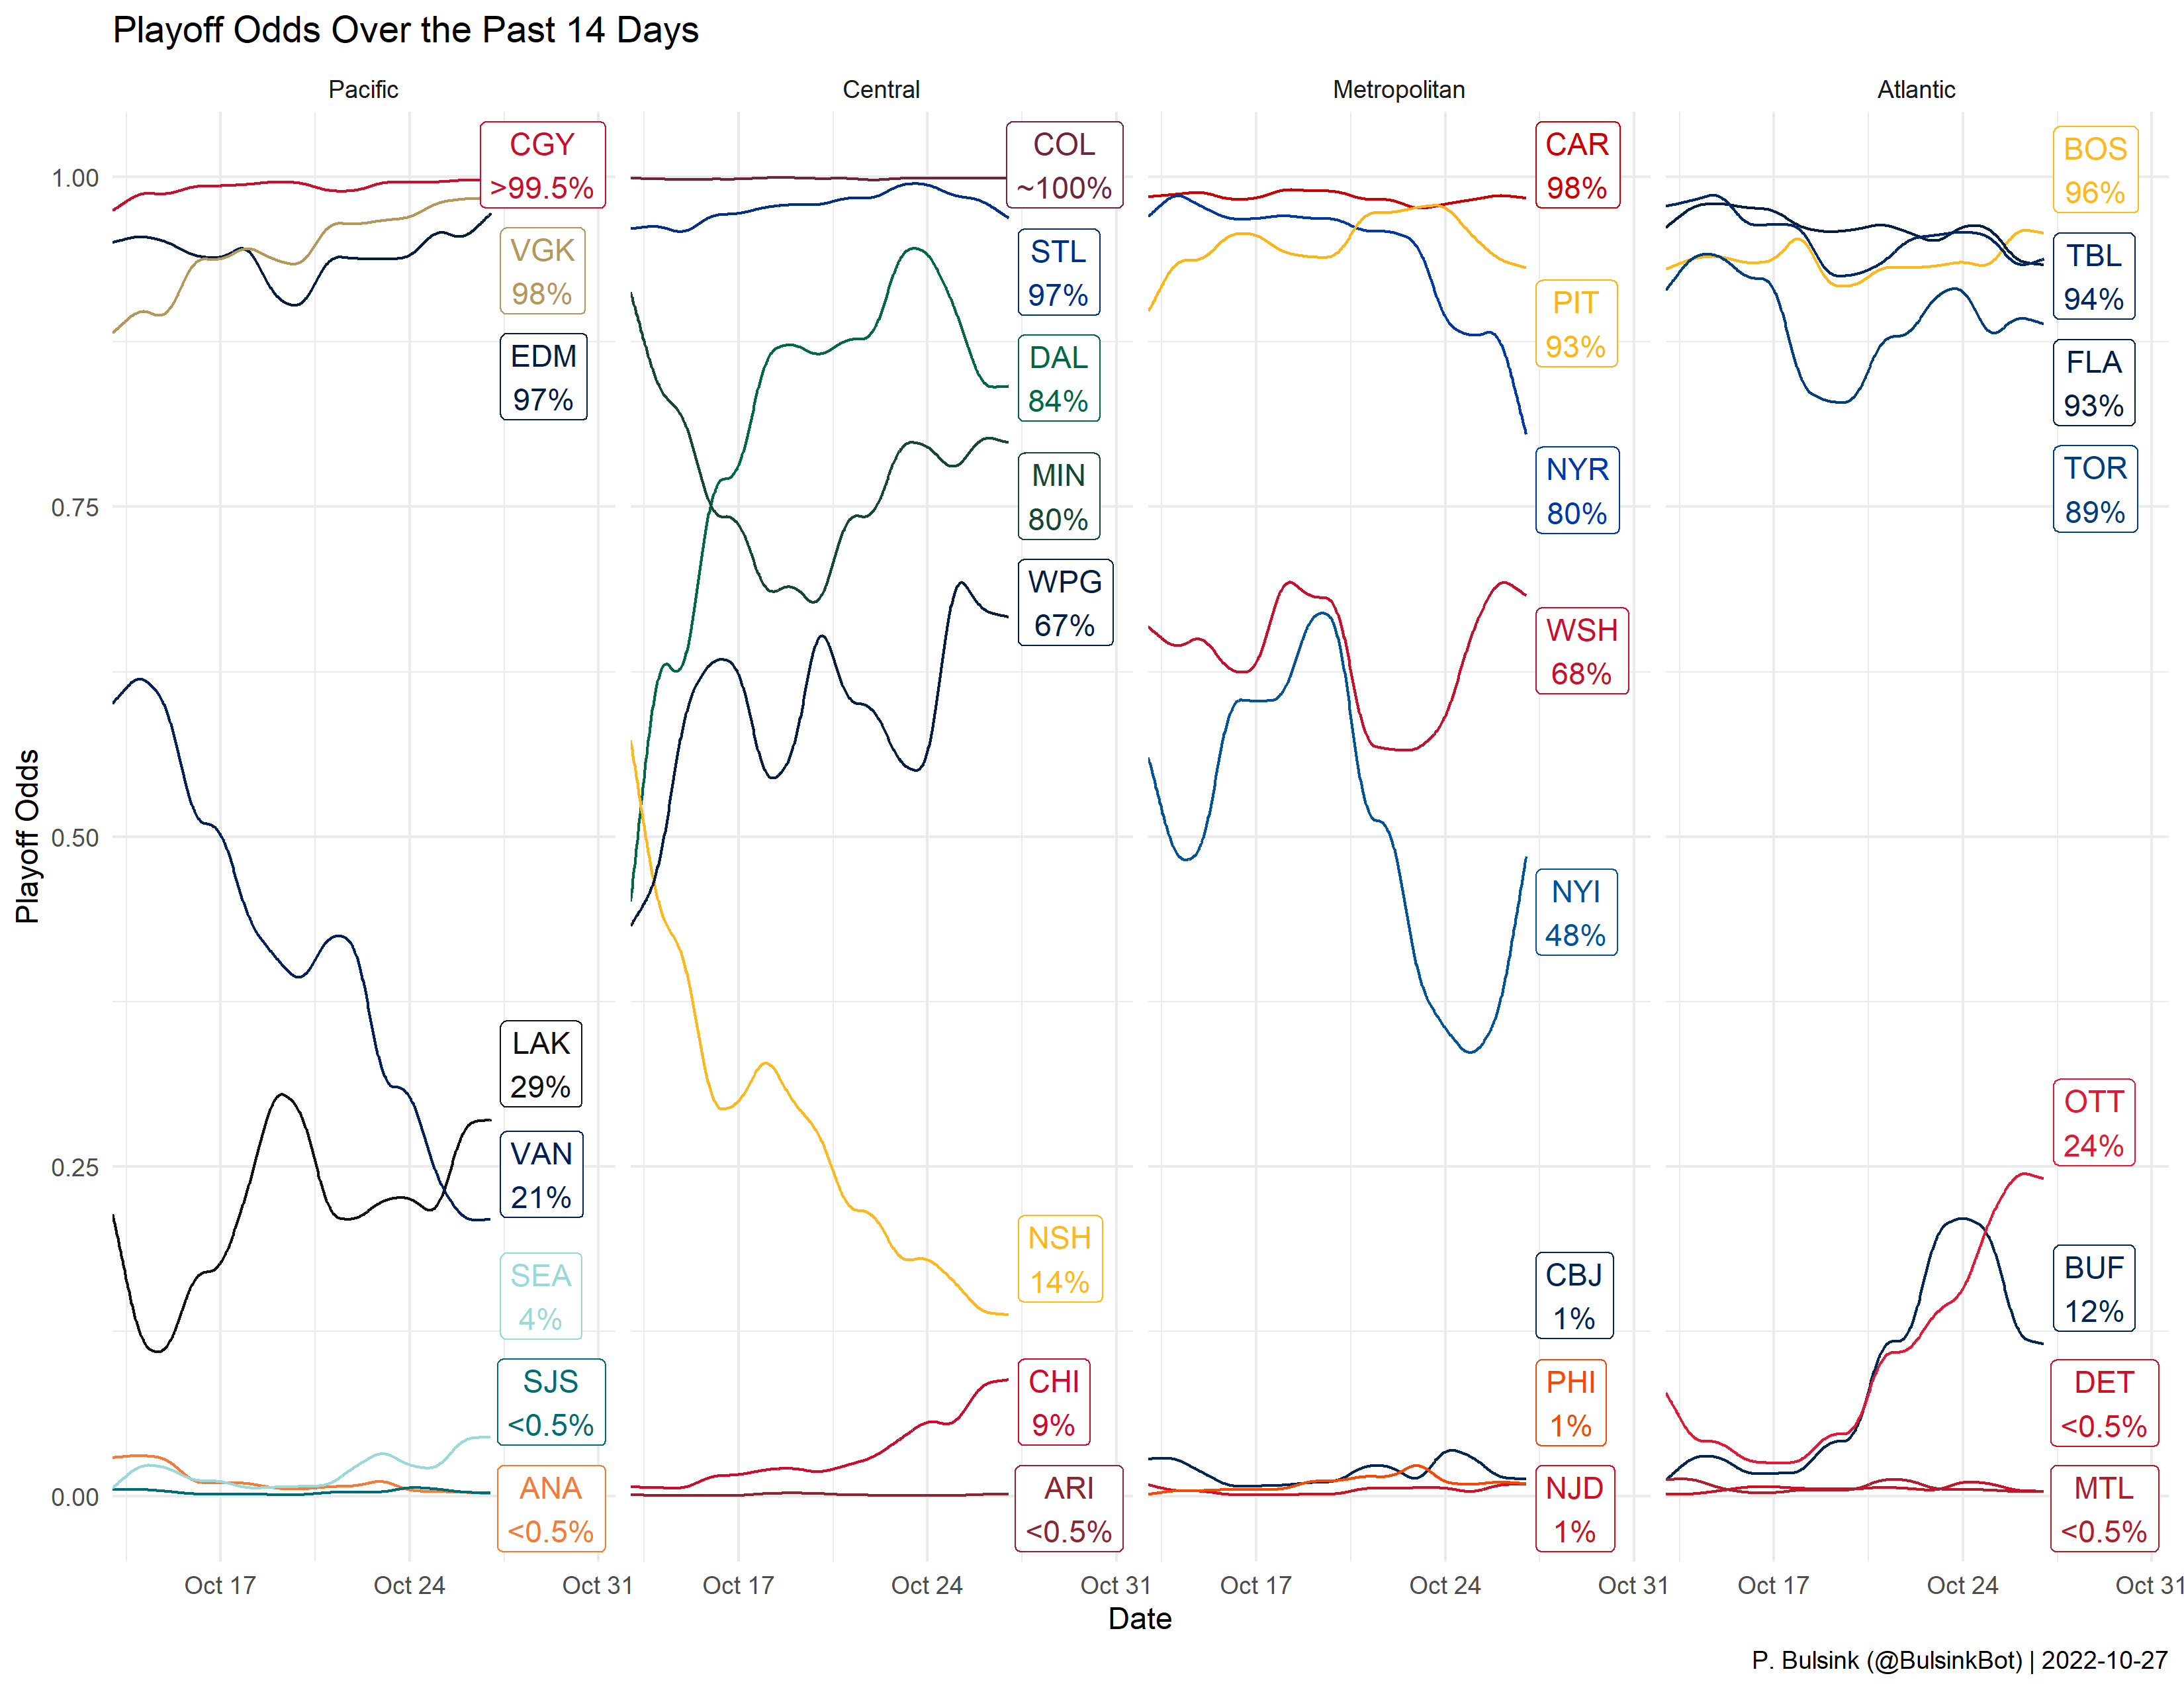 Playoff Odds Over the Past 14 Days
Pacific
Central
Metropolitan
Atlantic
Playoff Odds
1.00
0.75
0.50
0.25
0.00
CGY
>99.5%
VGK
98%
EDM
97%
LAK
29%
VAN
21%
SEA
4%
SJS
<0.5%
ANA
<0.5%
COL
~100%
STL
97%
DAL
84%
MIN
80%
WPG
67%
NSH
14%
CHI
9%
ARI
<0.5%
CAR
98%
PIT
93%
NYR
80%
WSH
68%
NYI
48%
CBJ
1%
PHI
1%
NJD
1%
BOS
96%
TBL
94%
FLA
93%
TOR
89%
OTT
24%
BUF
12%
DET
<0.5%
MTL
<0.5%
Oct 17
Oct 24
Oct 31
Oct 17
Oct 24
Oct 31
Oct 17
Oct 24
Oct 31
Oct 17
Oct 24
Oct 31
Date
P. Bulsink (@BulsinkBot) | 2022-10-27